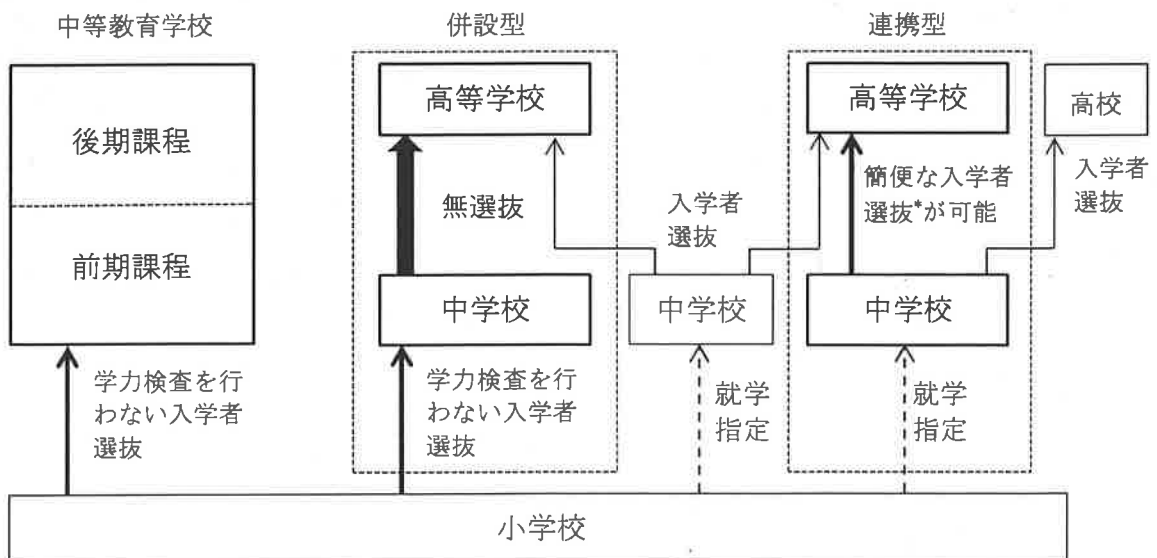 中等教育学校
併設型
連携型
後期課程
前期課程
高等学校
無選抜
中学校
入学者
選抜
中学校
高等学校
簡便な入学者
選抜*が可能
中学校
高校
入学者
選抜
学力検査を行
わない入学者
選抜
学力検査を行
わない入学者
選抜
就学
指定
就学
指定
小学校